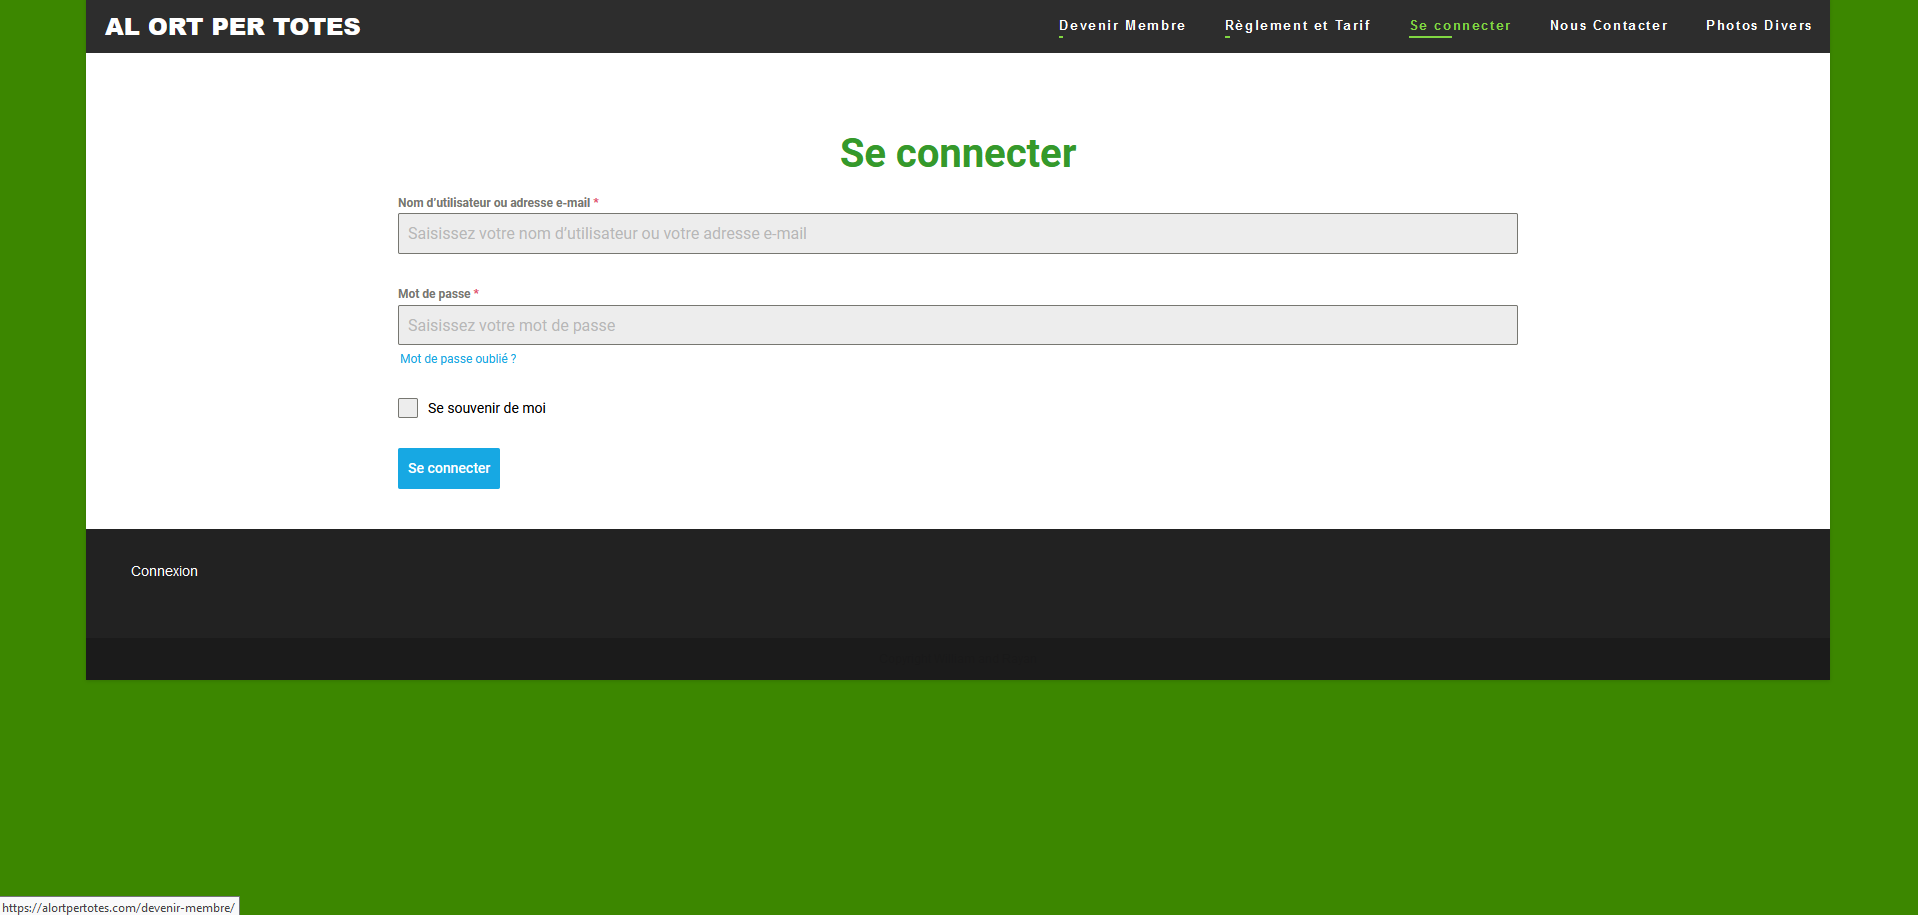 AL ORT PER TOTES
Devenir Membre
Règlement et Tarif
Se connecter
Nous Contacter
Photos Divers
Se connecter
Nom d’utilisateur ou adresse e-mail *
Saisissez votre nom d’utilisateur ou votre adresse e-mail
Mot de passe *
Saisissez votre mot de passe
Mot de passe oublié ?
Se souvenir de moi
Se connecter
Connexion
https://alortpertotes.com/devenir-membre/